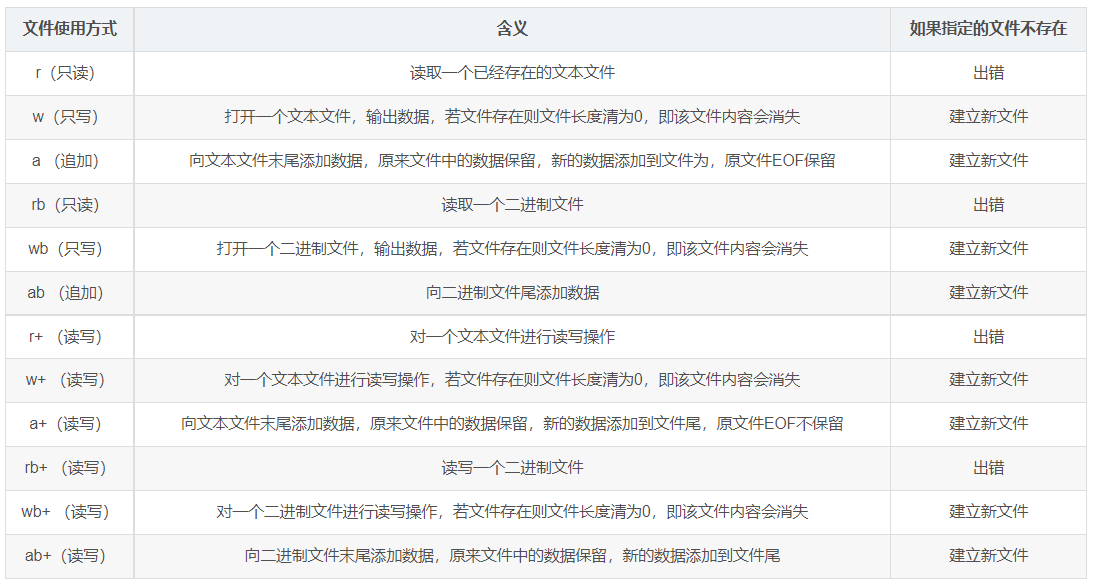 文件使用方式 含义 如果指定的文件不存在
r（只读） 读取一个已经存在的文本文件 出错
w（只写） 打开一个文本文件，输出数据，若文件存在则文件长度清为0，即该文件内容会消失 建立新文件
a （追加） 向文本文件末尾添加数据，原来文件中的数据保留，新的数据添加到文件为，原文件EOF保留 建立新文件
rb（只读） 读取一个二进制文件 出错
wb（只写） 打开一个二进制文件，输出数据，若文件存在则文件长度清为0，即该文件内容会消失 建立新文件
ab （追加） 向二进制文件尾添加数据 建立新文件
r+ （读写） 对一个文本文件进行读写操作 出错
w+ （读写） 对一个文本文件进行读写操作，若文件存在则文件长度清为0，即该文件内容会消失 建立新文件
a+（读写） 向文本文件末尾添加数据，原来文件中的数据保留，新的数据添加到文件尾，原文件EOF不保留 建立新文件
rb+ （读写） 读写一个二进制文件 出错
wb+ （读写） 对一个二进制文件进行读写操作，若文件存在则文件长度清为0，即该文件内容会消失 建立新文件
ab+（读写） 向二进制文件末尾添加数据，原来文件中的数据保留，新的数据添加到文件尾 建立新文件